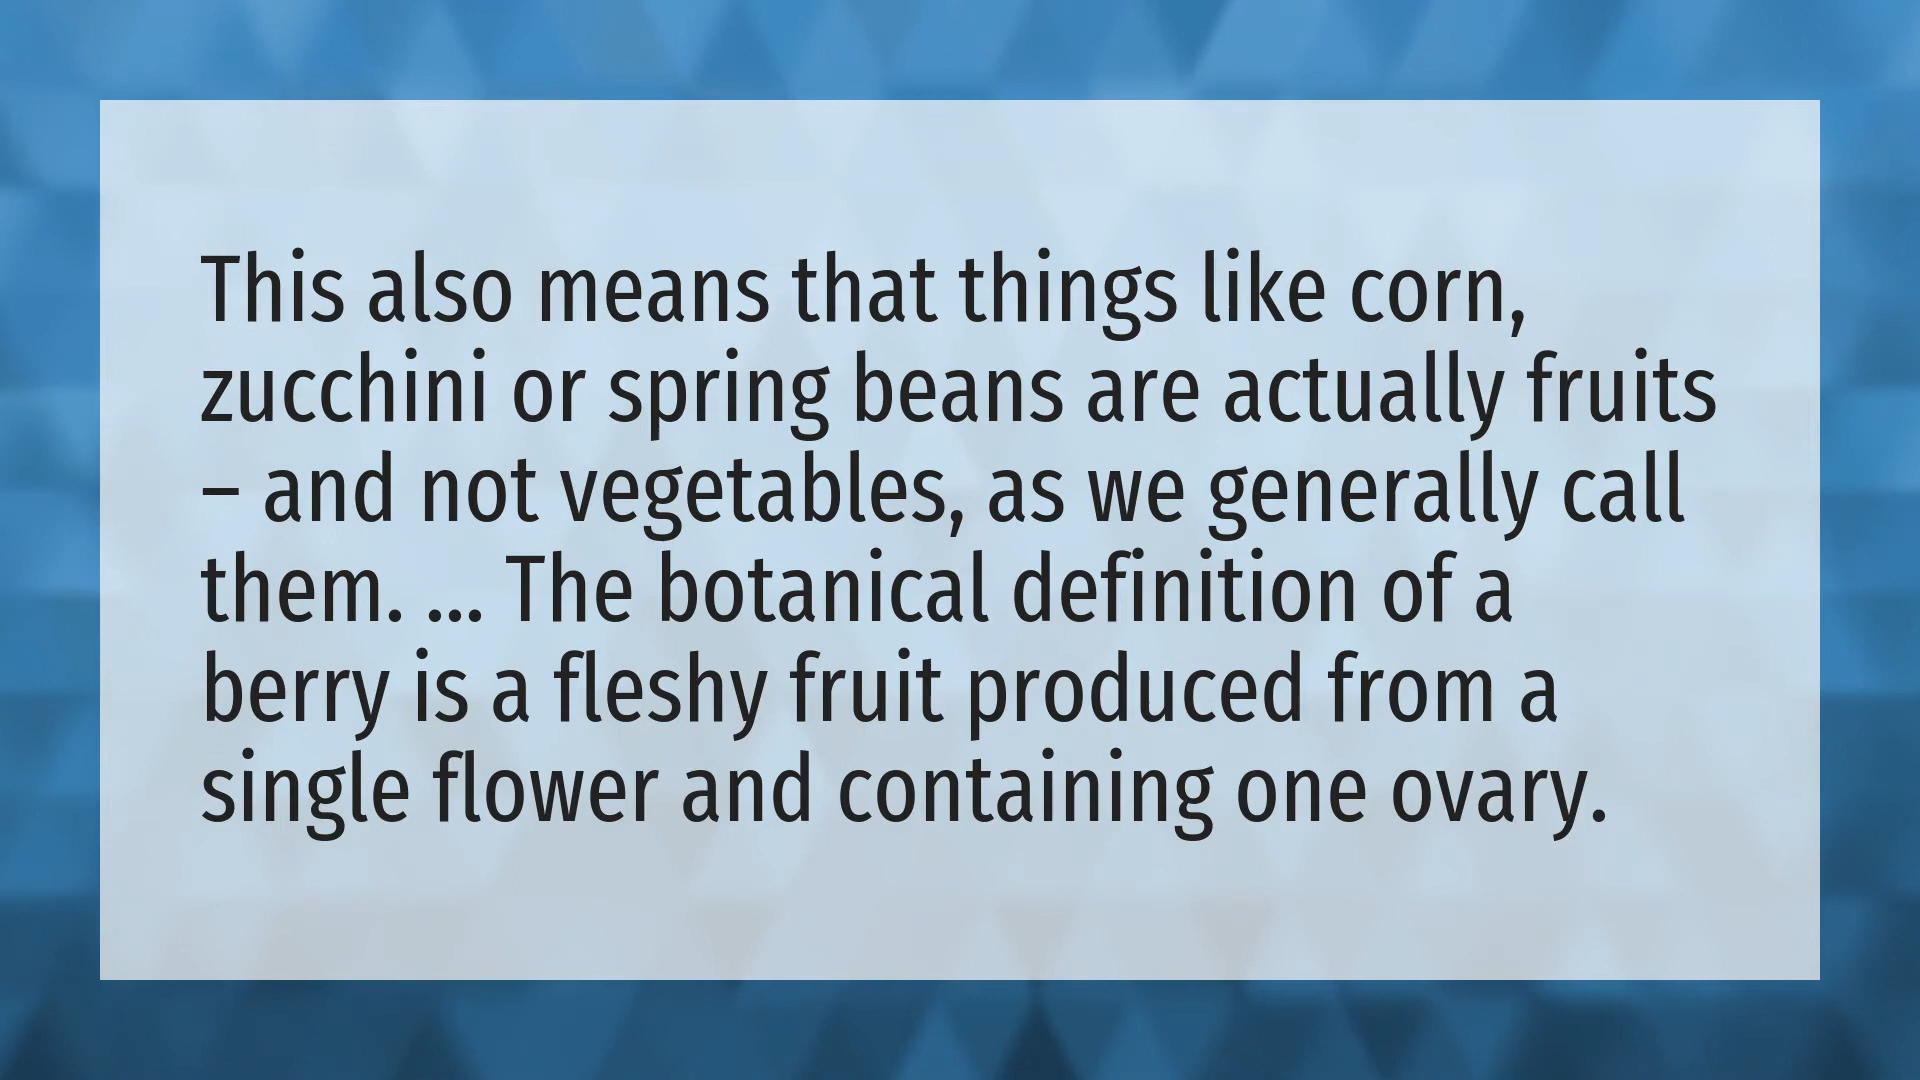 This also means that things like corn,
zucchini or spring beans are actually fruits
– and not vegetables, as we generally call
them. ... The botanical definition of a
berry is a fleshy fruit produced from a
single flower and containing one ovary.